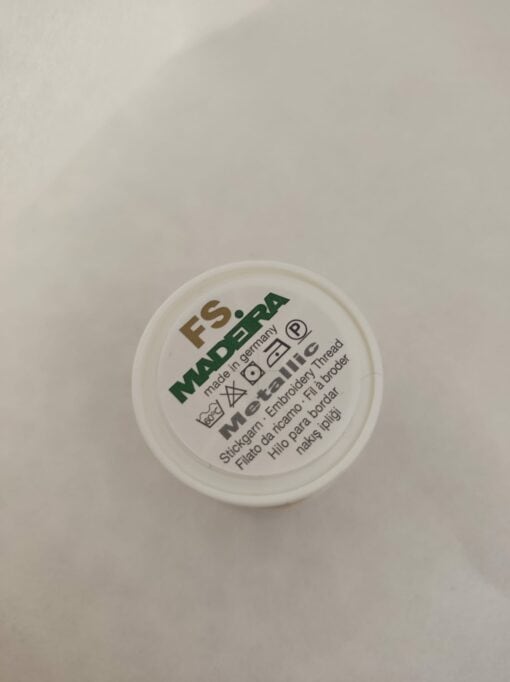 FS.
MADEIRA
made in germany
60°C P
Metallic
Stickgarn · Embroidery Thread
Filato da ricamo · Fil à broder
Hilo para bordar
nakış ipliği